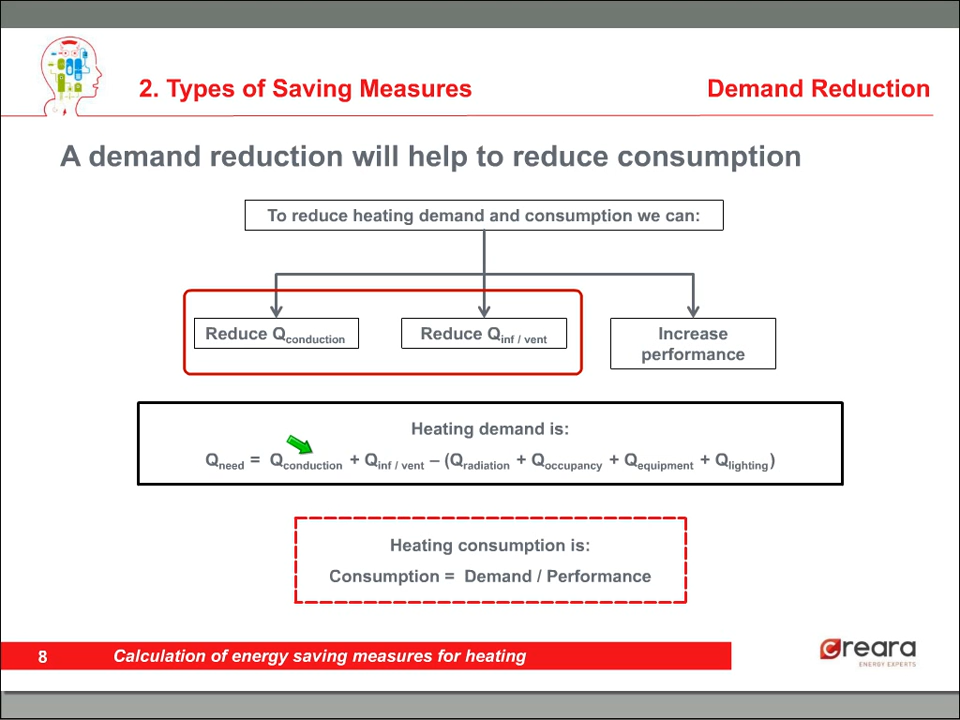 2. Types of Saving Measures
Demand Reduction
A demand reduction will help to reduce consumption
To reduce heating demand and consumption we can:
Reduce Qconduction
Reduce Qinf / vent
Increase
performance
Heating demand is:
Qneed = Qconduction + Qinf / vent – (Qradiation + Qoccupancy + Qequipment + Qlighting)
Heating consumption is:
Consumption = Demand / Performance
8
Calculation of energy saving measures for heating
creara
ENERGY EXPERTS